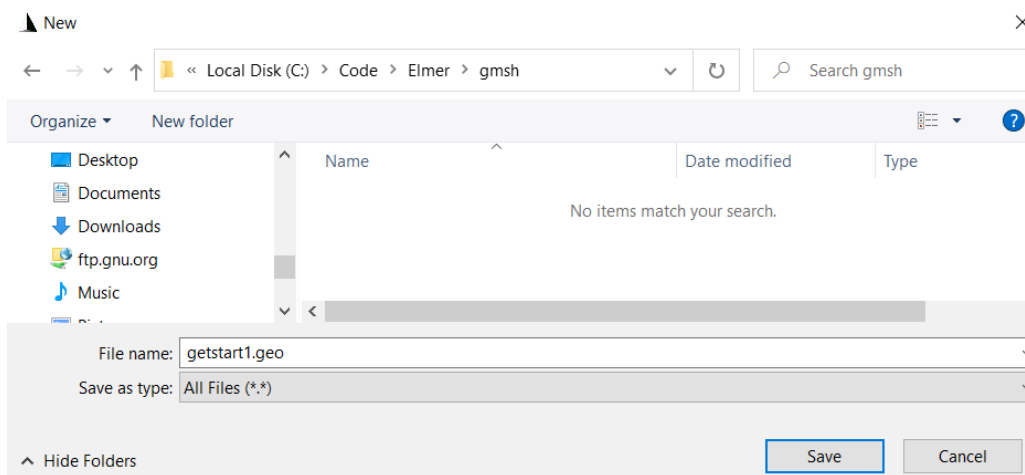 New
« Local Disk (C:) > Code > Elmer > gmsh
Search gmsh
Organize
New folder
Name
Date modified
Type
Desktop
Documents
Downloads
ftp.gnu.org
Music
No items match your search.
File name: getstart1.geo
Save as type: All Files (*.*)
Hide Folders
Save
Cancel